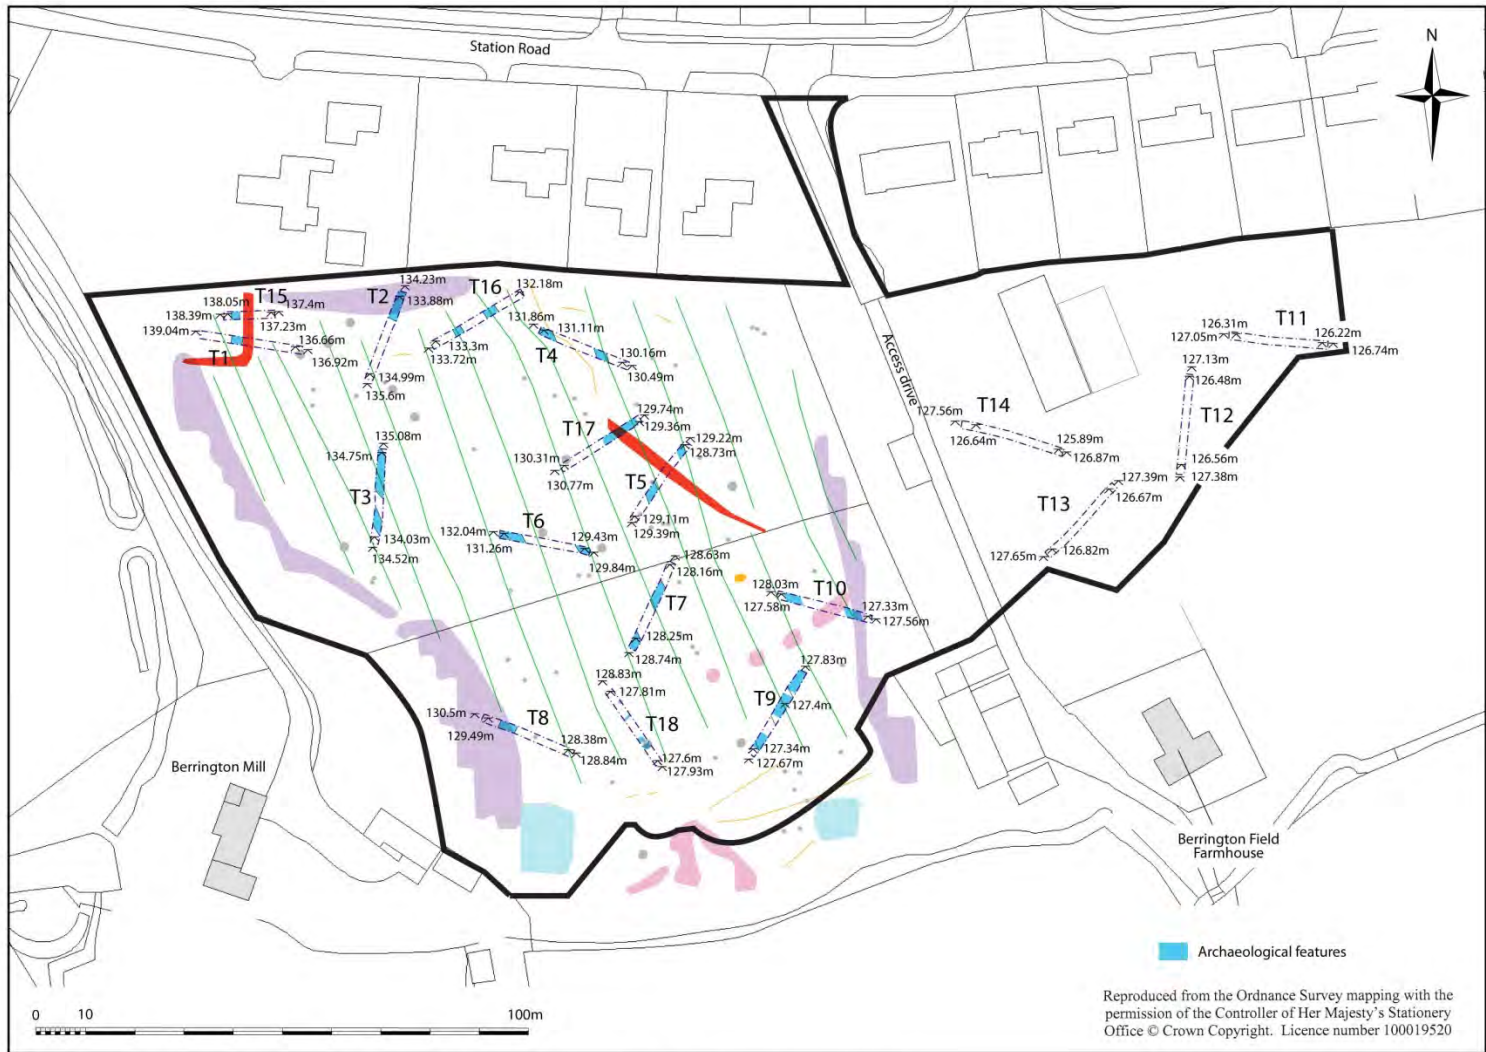 Station Road
N
134.23m
T2
133.88m
T16
132.18m
138.05m
T15
137.4m
138.39m
137.23m
139.04m
136.66m
T1
136.92m
131.86m
131.11m
133.3m
T4
133.72m
130.16m
130.49m
134.99m
135.6m
126.31m
T11
126.22m
127.05m
126.74m
Access drive
127.13m
126.48m
T12
127.56m
T14
126.64m
125.89m
126.87m
126.56m
127.38m
127.39m
T13
126.67m
127.65m
126.82m
129.74m
T17
129.36m
129.22m
128.73m
130.31m
130.77m
135.08m
134.75m
T3
134.03m
134.52m
T5
129.11m
129.39m
T6
132.04m
129.43m
131.26m
129.84m
128.63m
128.16m
T7
128.03m
T10
127.58m
127.33m
127.56m
128.25m
128.74m
128.83m
127.81m
127.83m
T9
127.4m
T18
130.5m
T8
129.49m
128.38m
128.84m
127.6m
127.93m
127.34m
127.67m
Berrington Mill
Berrington Field
Farmhouse
Archaeological features
Reproduced from the Ordnance Survey mapping with the
permission of the Controller of Her Majesty's Stationery
Office © Crown Copyright. Licence number 100019520
0 10 100m